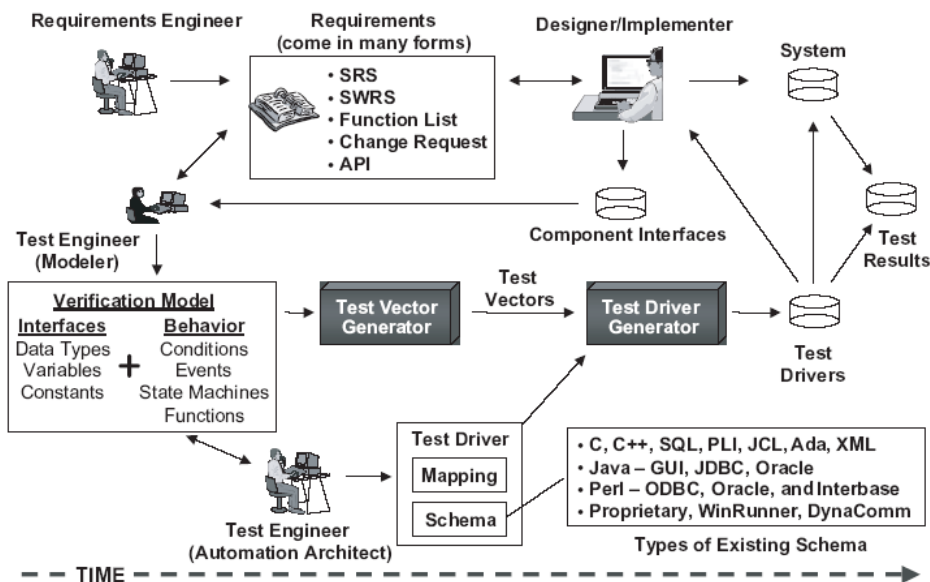 Requirements Engineer
Requirements
(come in many forms)
• SRS
• SWRS
• Function List
• Change Request
• API
Designer/Implementer
System
Test Engineer
(Modeler)
Component Interfaces
Test
Results
Verification Model
Interfaces
Data Types
Variables
Constants
+
Behavior
Conditions
Events
State Machines
Functions
Test Vector
Generator
Test
Vectors
Test Driver
Generator
Test
Drivers
Test Engineer
(Automation Architect)
Test Driver
Mapping
Schema
• C, C++, SQL, PLI, JCL, Ada, XML
• Java – GUI, JDBC, Oracle
• Perl – ODBC, Oracle, and Interbase
• Proprietary, WinRunner, DynaComm
Types of Existing Schema
TIME